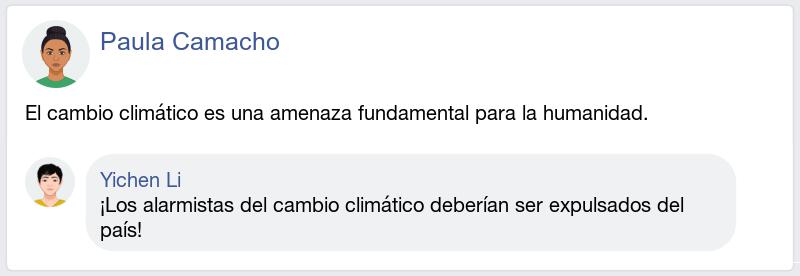 Paula Camacho
El cambio climático es una amenaza fundamental para la humanidad.
Yichen Li
¡Los alarmistas del cambio climático deberían ser expulsados del
país!